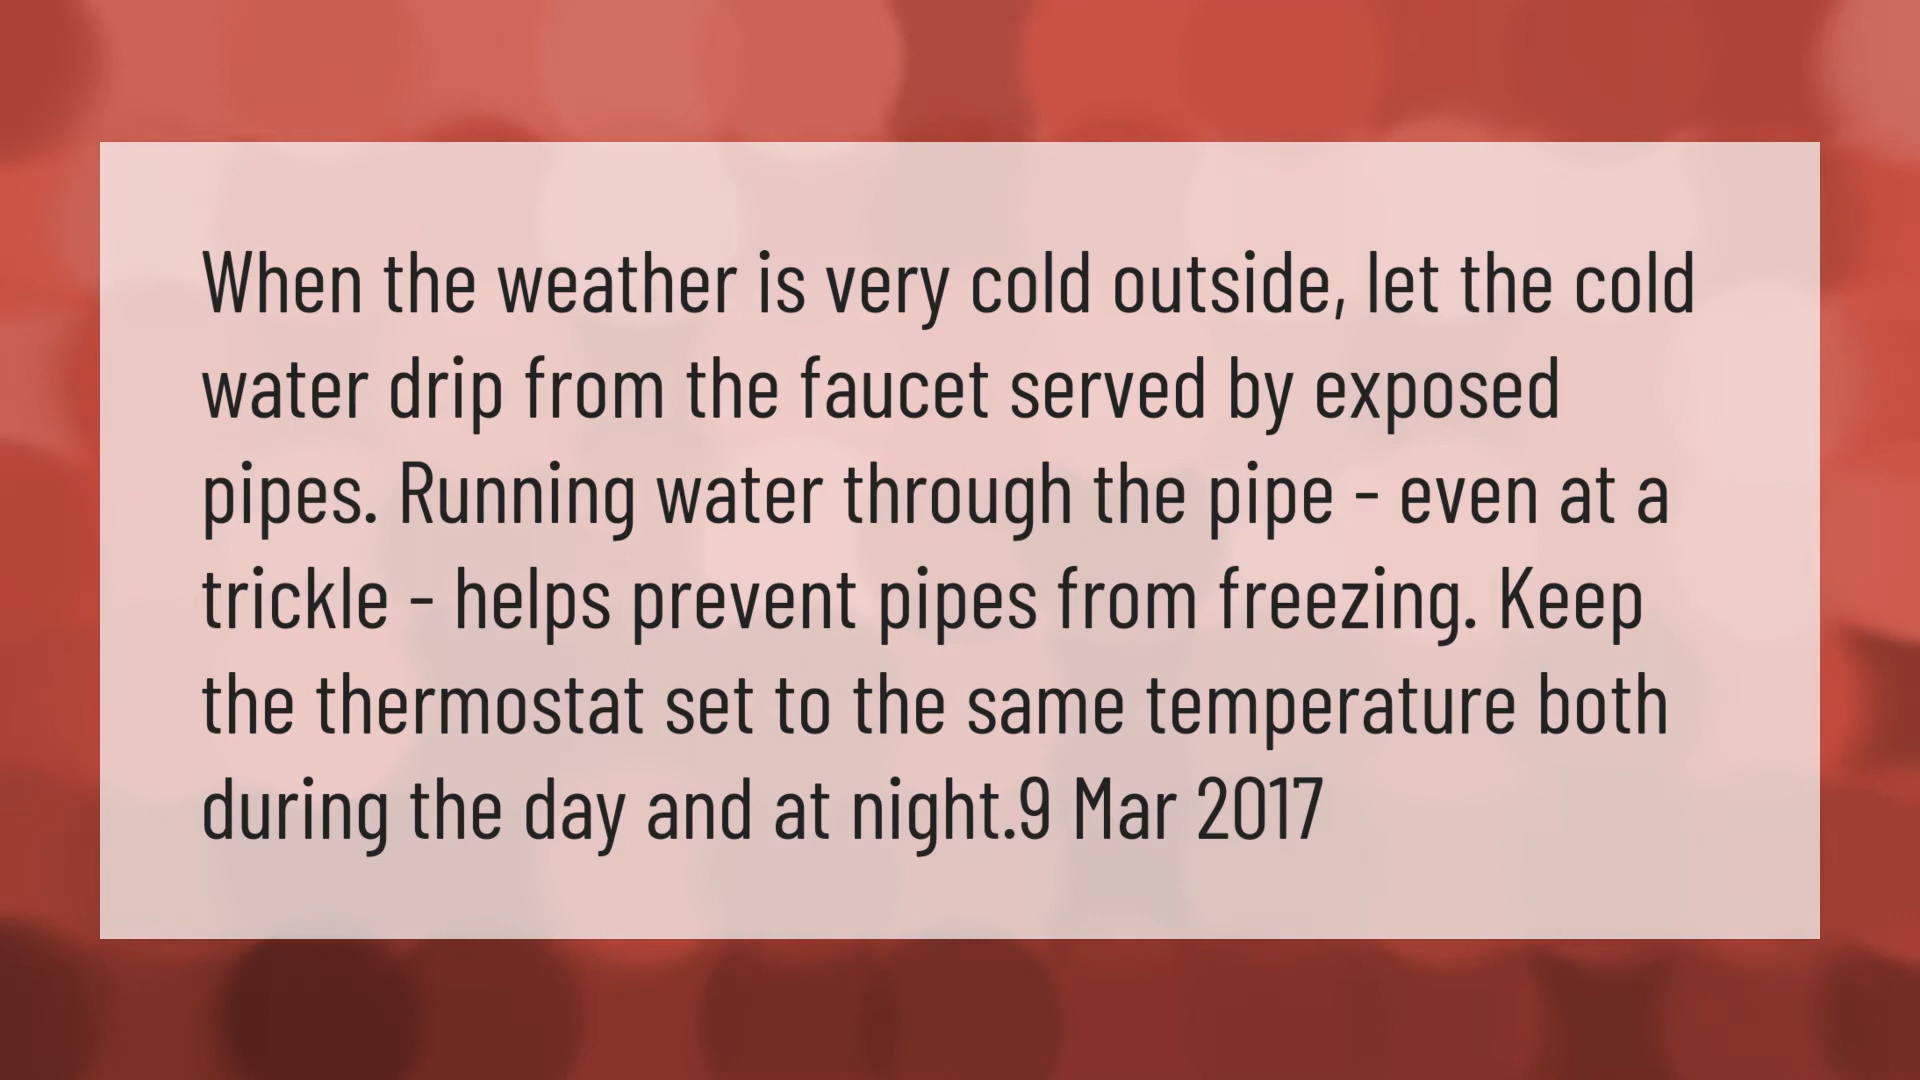 When the weather is very cold outside, let the cold
water drip from the faucet served by exposed
pipes. Running water through the pipe - even at a
trickle - helps prevent pipes from freezing. Keep
the thermostat set to the same temperature both
during the day and at night.9 Mar 2017